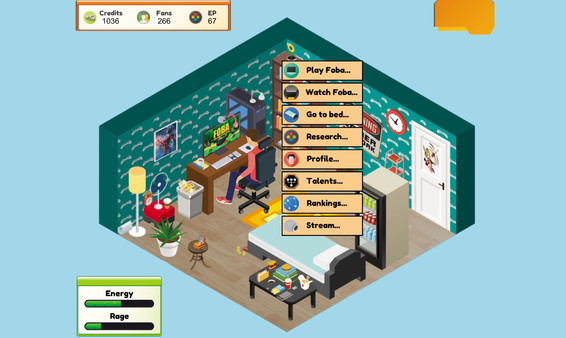 Credits
1036
Fans
266
EP
67
Play Foba...
Watch Foba...
Go to bed...
Research...
Profile...
Talents...
Rankings...
Stream...
FOBA
Energy
Rage